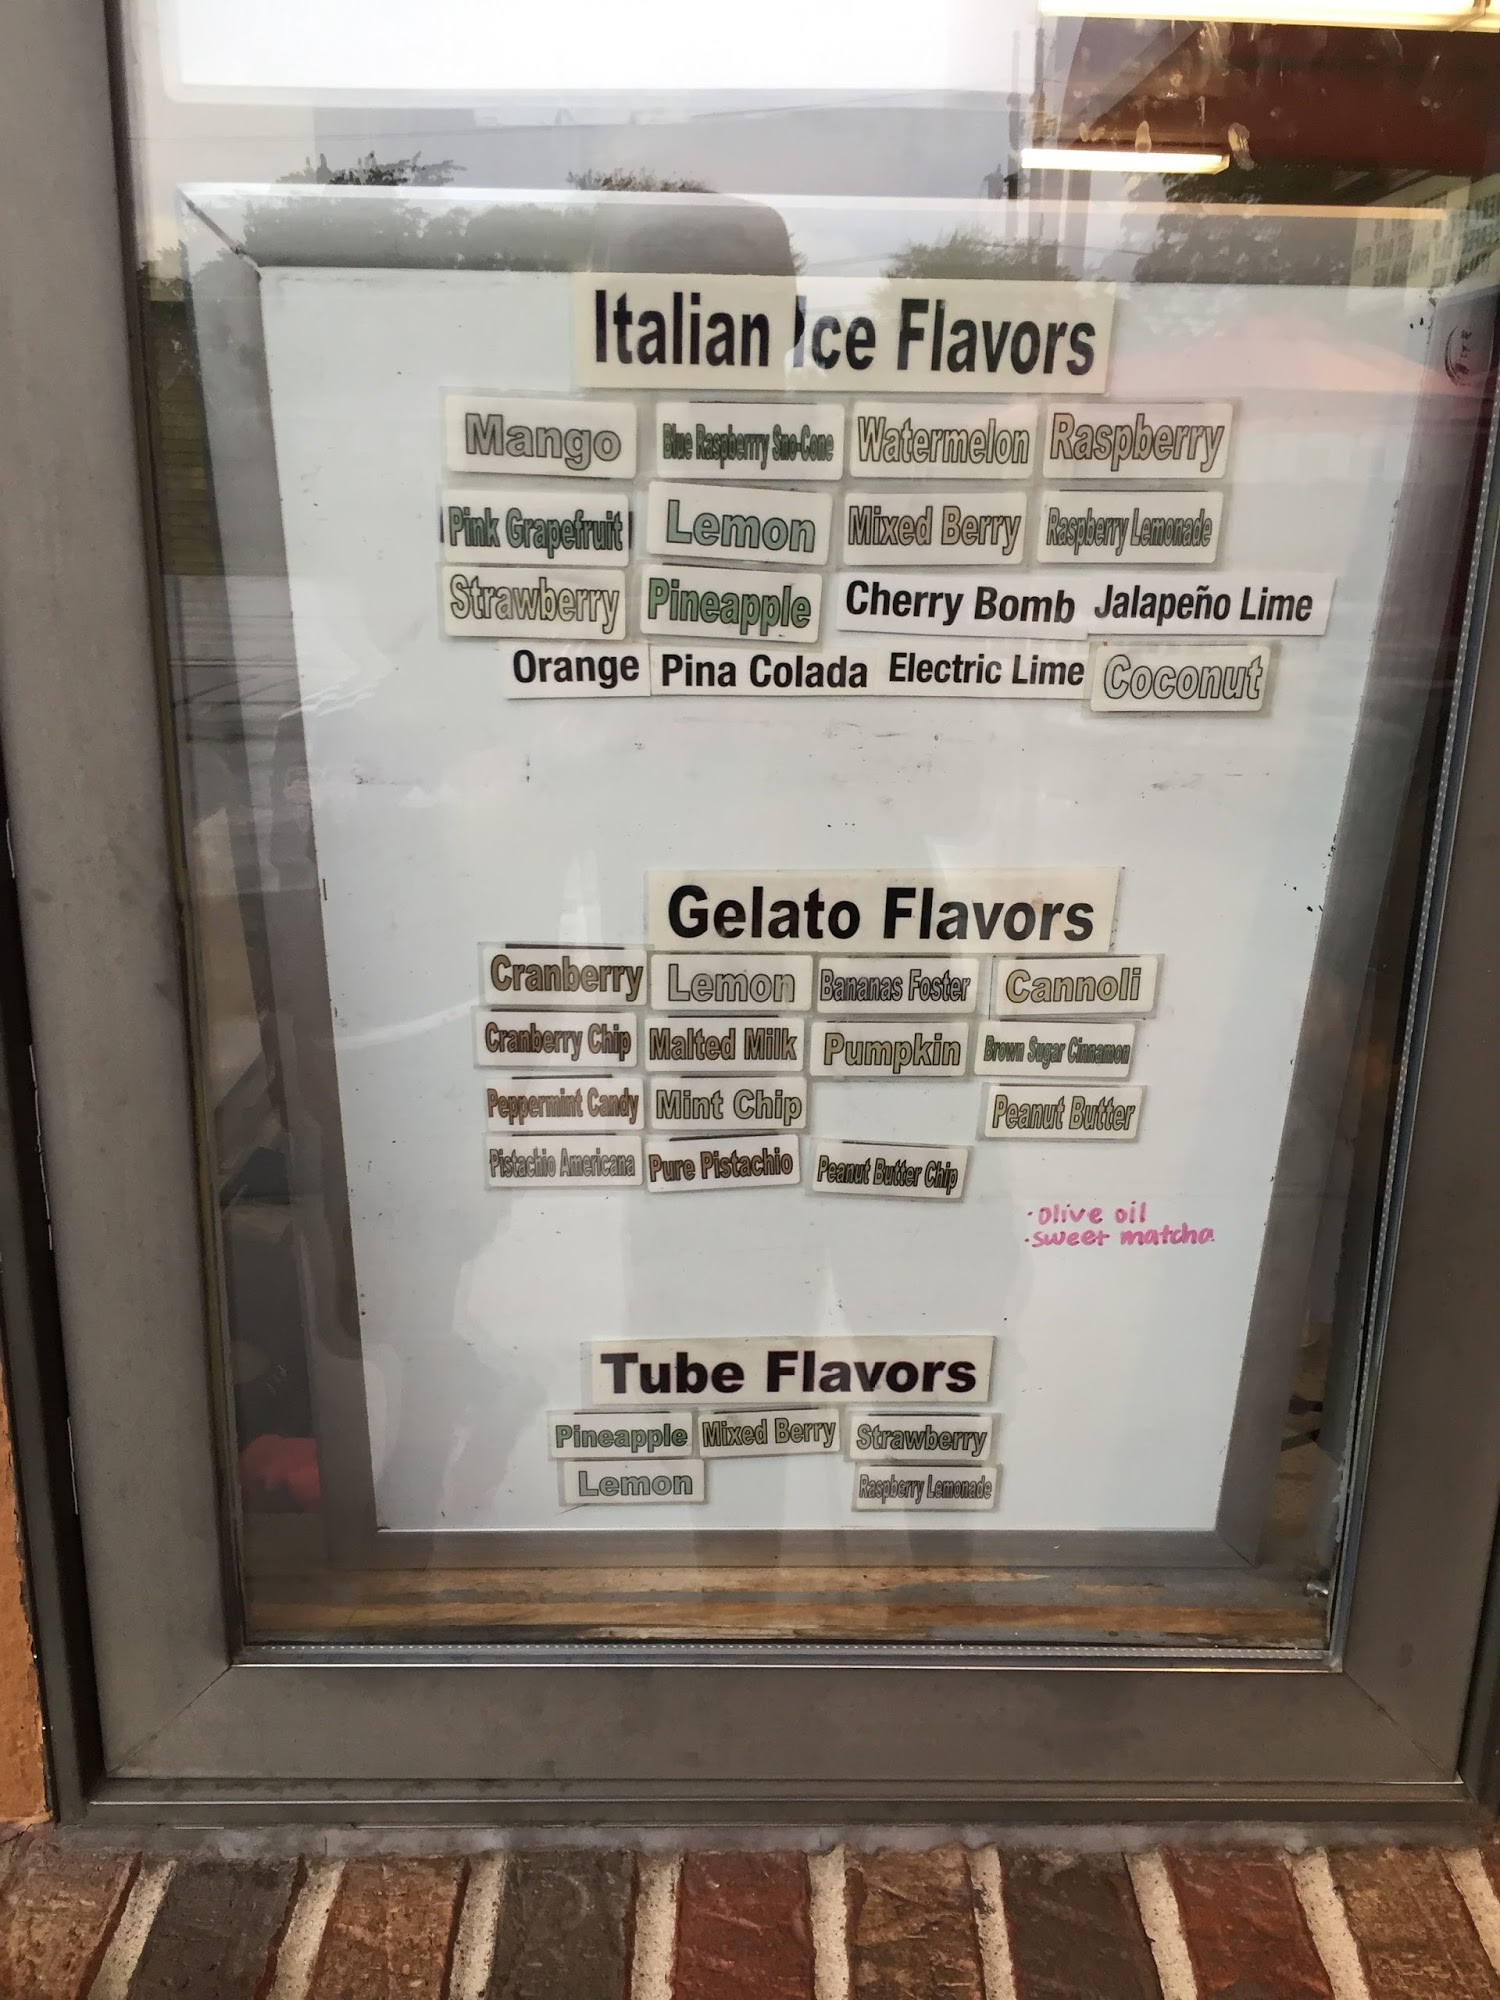 Italian Ice Flavors
Mango Blue Raspberrry Sno-Cone Watermelon Raspberry
Pink Grapefruit Lemon Mixed Berry Raspberry Lemonade
Strawberry Pineapple Cherry Bomb Jalapeño Lime
Orange Pina Colada Electric Lime Coconut
Gelato Flavors
Cranberry Lemon Bananas Foster Cannoli
Cranberry Chip Malted Milk Pumpkin Brown Sugar Cinnamon
Peppermint Candy Mint Chip Peanut Butter
Pistachio Americana Pure Pistachio Peanut Butter Chip
·olive oil
·sweet matcha
Tube Flavors
Pineapple Mixed Berry Strawberry
Lemon Raspberry Lemonade